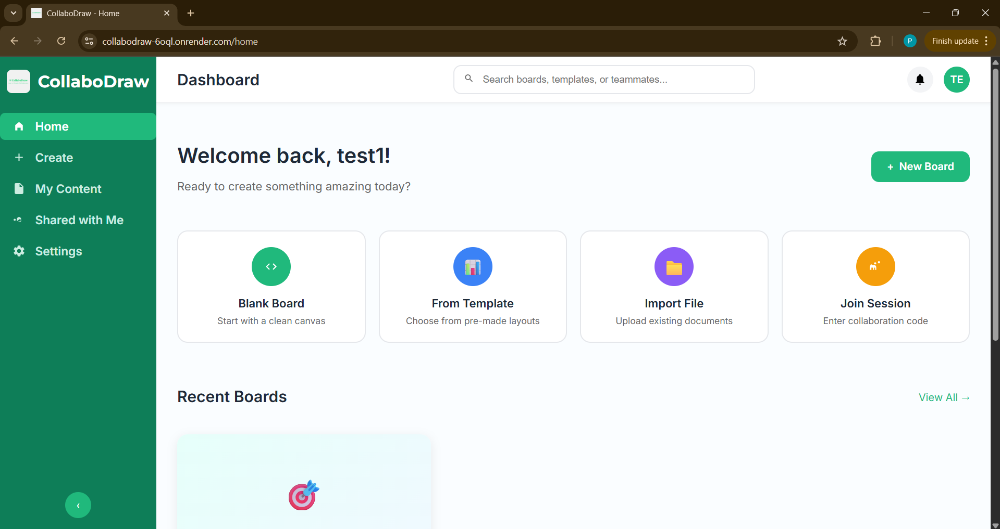 CollaboDraw - Home
collabodraw-6oql.onrender.com/home
P
Finish update
CollaboDraw
Dashboard
Search boards, templates, or teammates...
TE
Home
Create
My Content
Shared with Me
Settings
Welcome back, test1!
Ready to create something amazing today?
+ New Board
Blank Board
Start with a clean canvas
From Template
Choose from pre-made layouts
Import File
Upload existing documents
Join Session
Enter collaboration code
Recent Boards
View All →